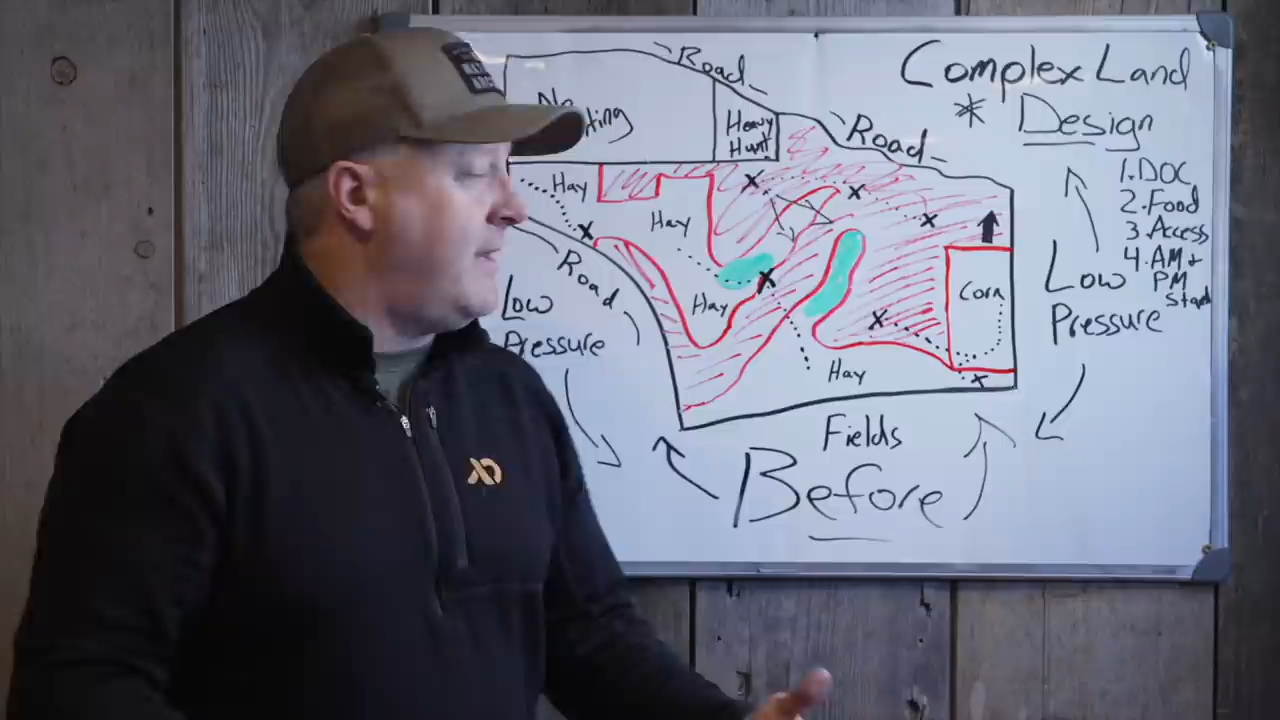 Road
Complex Land
* Design
Heavy
Hunt
Road
1. DOC
2. Food
3. Access
4. AM +
PM
Hay
Hay
Road
Low
Pressure
Hay
Corn
Low
Pressure
Hay
Fields
Before